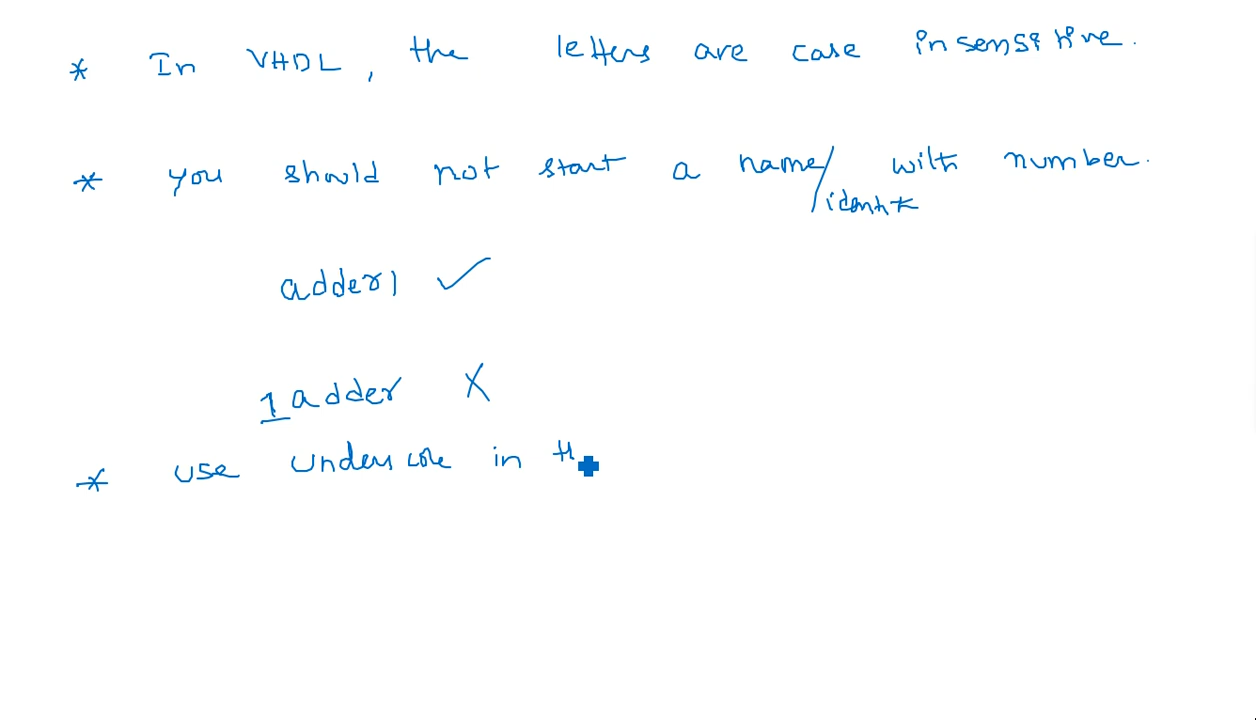 * In VHDL, the letters are case insensitive.
* you should not start a name/ with number.
/
adder1 ✓
1adder X
* use underscore in